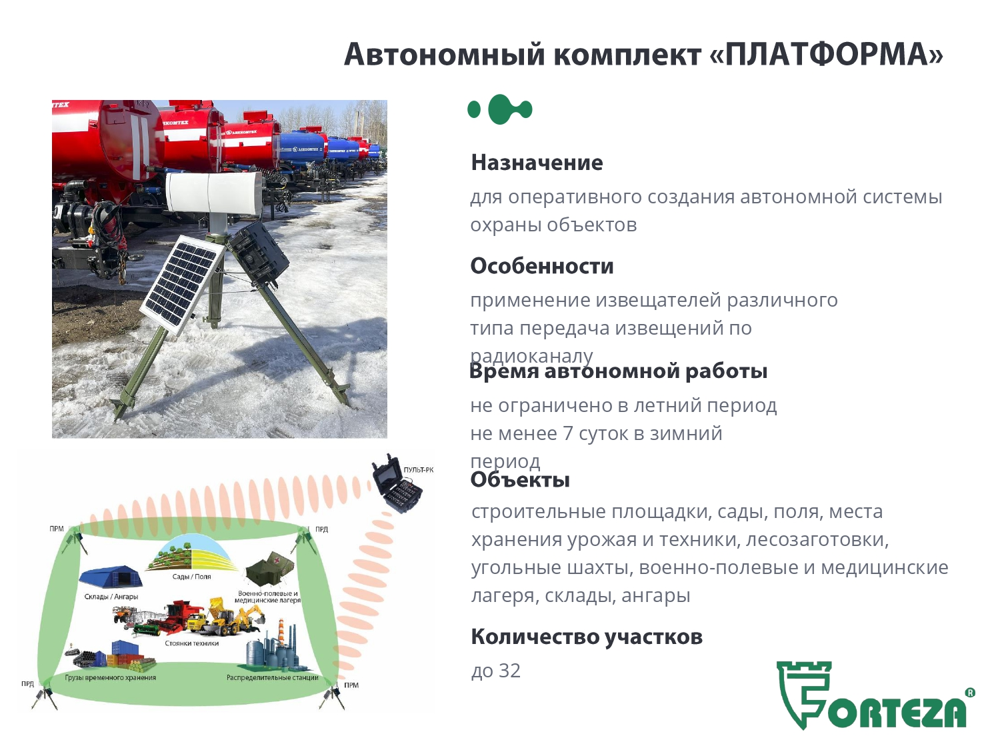 Автономный комплект «ПЛАТФОРМА»
ЛИКОМТЕХ
ЛИКОМТЕХ
Назначение
для оперативного создания автономной системы
охраны объектов
Особенности
применение извещателей различного
типа передача извещений по
радиоканалу
Время автономной работы
не ограничено в летний период
не менее 7 суток в зимний
период
Объекты
строительные площадки, сады, поля, места
хранения урожая и техники, лесозаготовки,
угольные шахты, военно-полевые и медицинские
лагеря, склады, ангары
Количество участков
до 32
ПУЛЬТ-РК
ПРМ
ПРД
Сады / Поля
Склады / Ангары
Военно-полевые и
медицинские лагеря
Стоянки техники
Грузы временного хранения
Распределительные станции
ПРД
ПРМ
FORTEZA ®